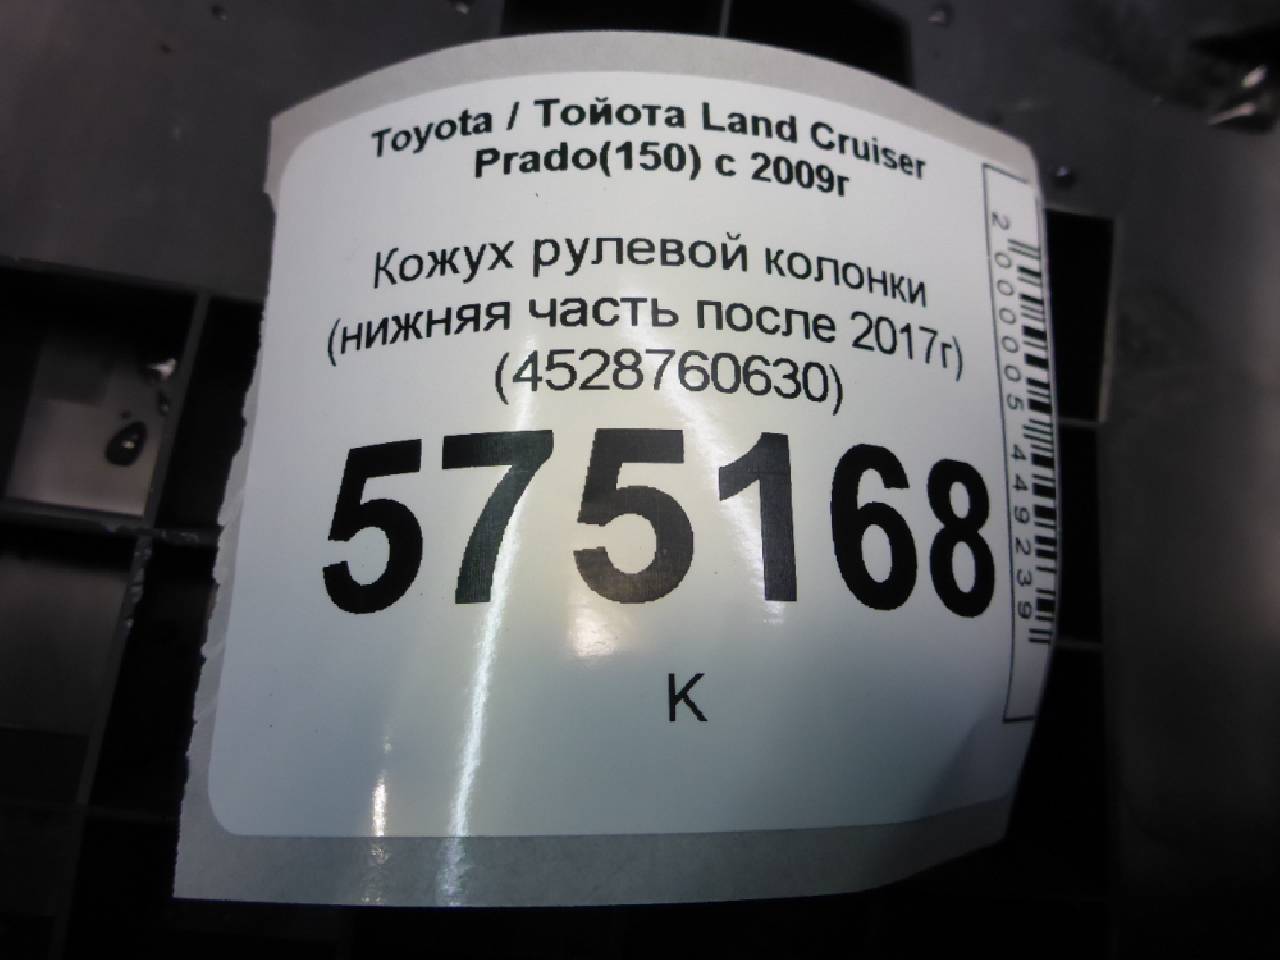 Toyota / Тойота Land Cruiser
Prado(150) с 2009г
Кожух рулевой колонки
(нижняя часть после 2017г)
(4528760630)
575168
К
2000005449239